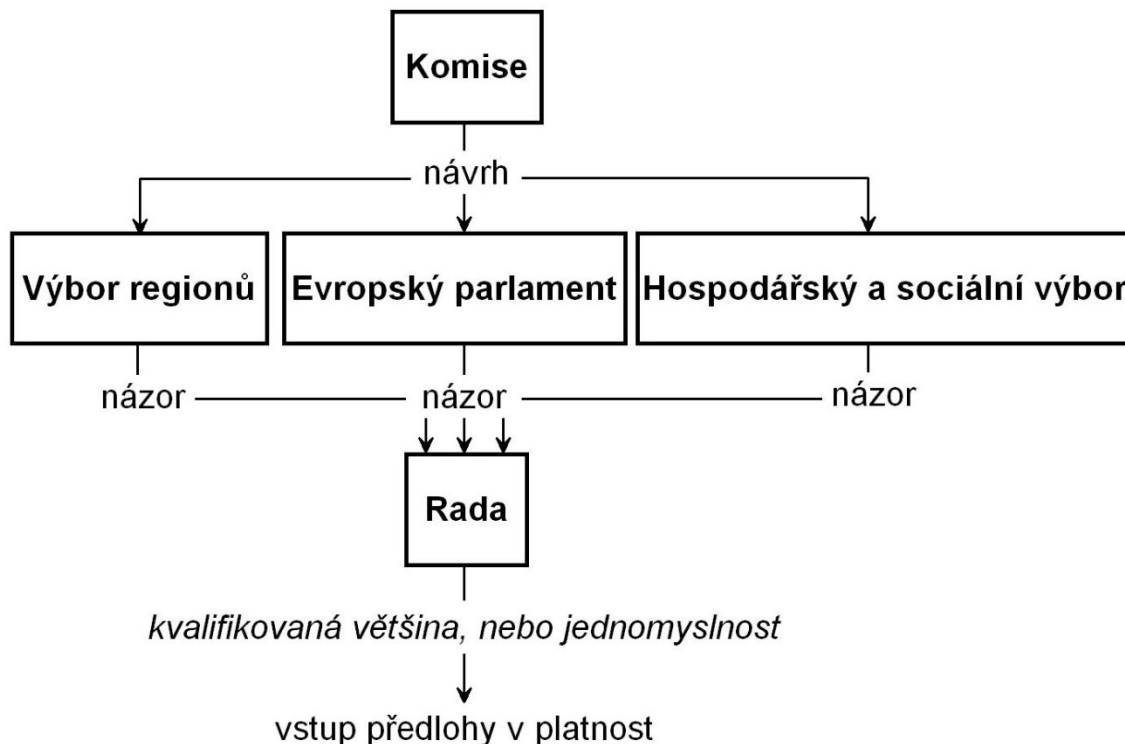 Komise
návrh
Výbor regionů
Evropský parlament
Hospodářský a sociální výbor
názor
názor
názor
Rada
kvalifikovaná většina, nebo jednomyslnost
vstup předlohy v platnost